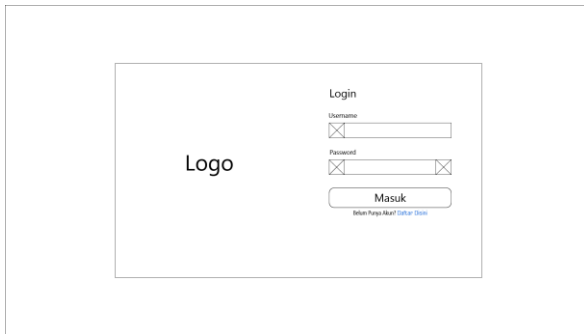 Logo
Login
Username
Password
Masuk
Belum Punya Akun? Daftar Disini